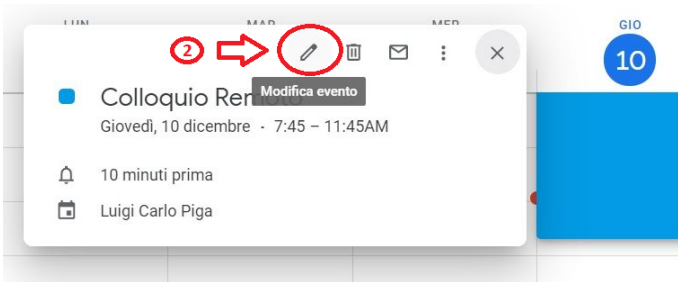 LUN MAR MER GIO
2
10
Modifica evento
Colloquio Remoto
Giovedì, 10 dicembre · 7:45 – 11:45AM
10 minuti prima
Luigi Carlo Piga